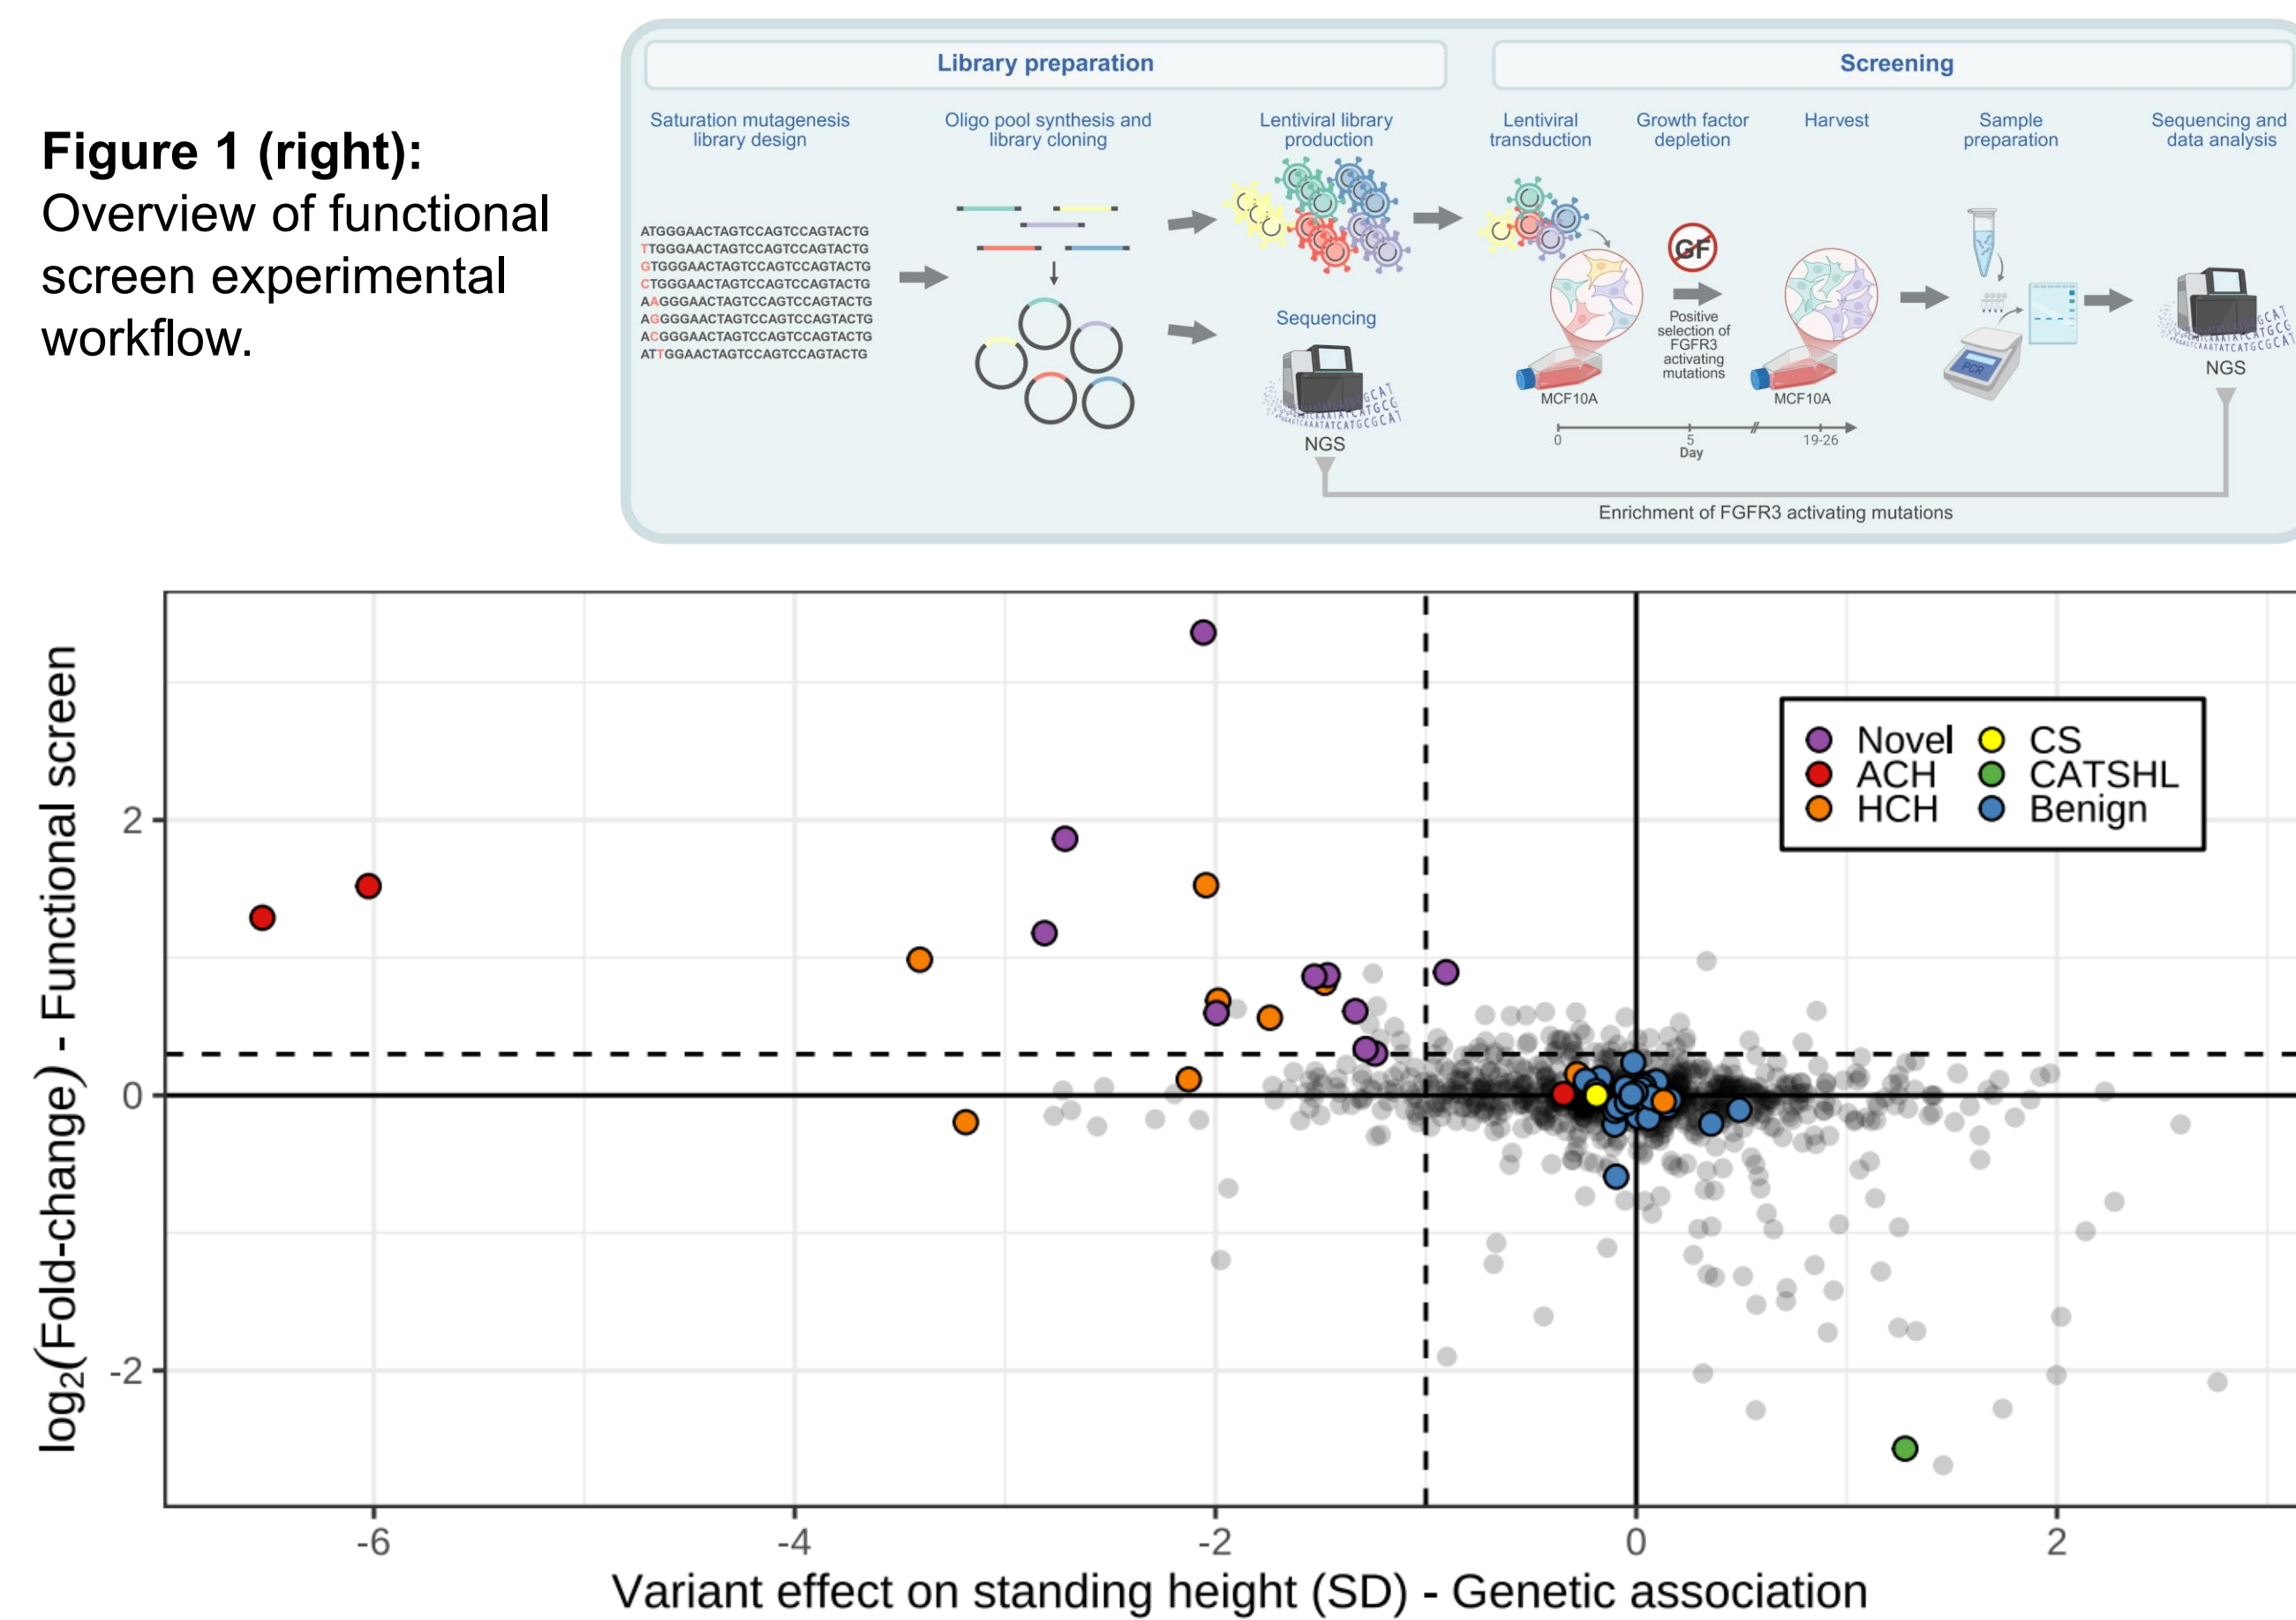 Figure 1 (right):
Overview of functional
screen experimental
workflow.
Library preparation
Screening
Saturation mutagenesis
library design
Oligo pool synthesis and
library cloning
Lentiviral library
production
Lentiviral
transduction
Growth factor
depletion
Harvest
Sample
preparation
Sequencing and
data analysis
ATGGGAACTAGTCCAGTCCAGTACTG
TTGGGAACTAGTCCAGTCCAGTACTG
GTGGGAACTAGTCCAGTCCAGTACTG
CTGGGAACTAGTCCAGTCCAGTACTG
AAGGGAACTAGTCCAGTCCAGTACTG
AGGGGAACTAGTCCAGTCCAGTACTG
ACGGGAACTAGTCCAGTCCAGTACTG
ATTGGAACTAGTCCAGTCCAGTACTG
Sequencing
NGS
GF
Positive
selection of
FGFR3
activating
mutations
MCF10A
MCF10A
0
5
19-26
Day
PCR
NGS
Enrichment of FGFR3 activating mutations
log2(Fold-change) - Functional screen
2
0
-2
Novel
ACH
HCH
CS
CATSHL
Benign
-6
-4
-2
0
2
Variant effect on standing height (SD) - Genetic association